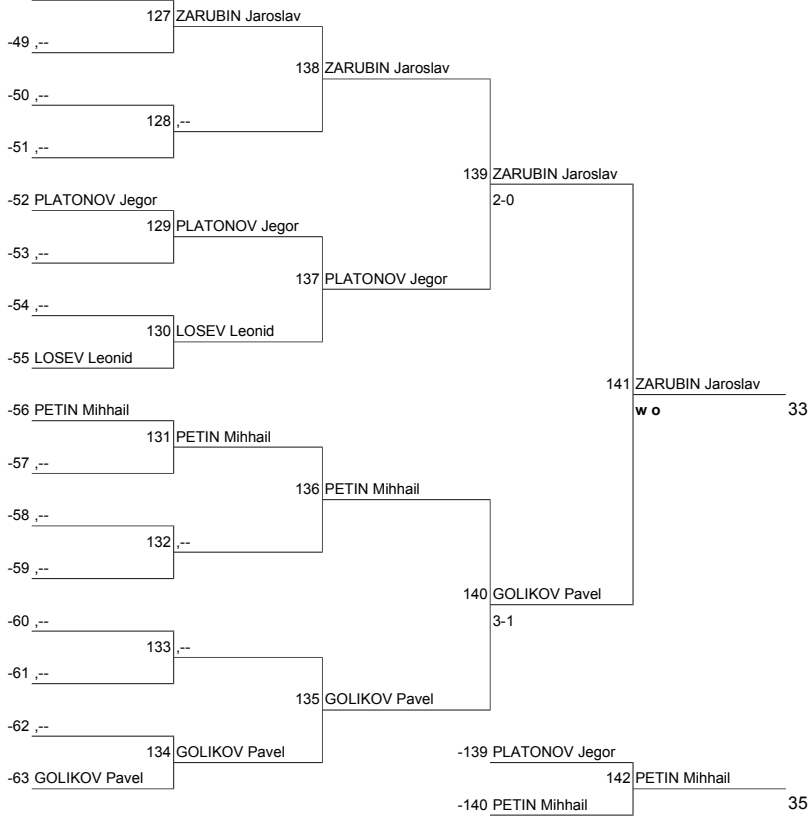 127 ZARUBIN Jaroslav
-49 ,--
138 ZARUBIN Jaroslav
-50 ,--
128 ,--
-51 ,--
139 ZARUBIN Jaroslav
-52 PLATONOV Jegor
2-0
129 PLATONOV Jegor
-53 ,--
137 PLATONOV Jegor
-54 ,--
130 LOSEV Leonid
-55 LOSEV Leonid
141 ZARUBIN Jaroslav
-56 PETIN Mihhail
w o 33
131 PETIN Mihhail
-57 ,--
136 PETIN Mihhail
-58 ,--
132 ,--
-59 ,--
140 GOLIKOV Pavel
-60 ,--
3-1
133 ,--
-61 ,--
135 GOLIKOV Pavel
-62 ,--
134 GOLIKOV Pavel
-139 PLATONOV Jegor
-63 GOLIKOV Pavel
142 PETIN Mihhail
-140 PETIN Mihhail
35